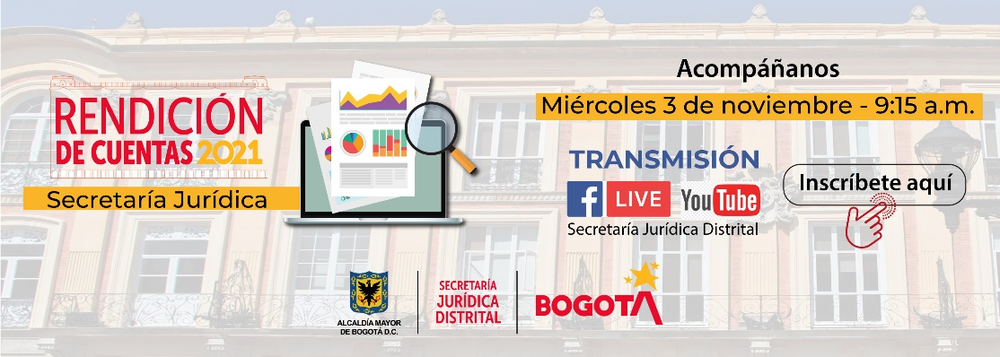 RENDICIÓN
DE CUENTAS 2021
Secretaría Jurídica
Acompáñanos
Miércoles 3 de noviembre - 9:15 a.m.
TRANSMISIÓN
f LIVE YouTube
Secretaría Jurídica Distrital
Inscríbete aquí
ALCALDÍA MAYOR
DE BOGOTÁ D.C.
SECRETARÍA
JURÍDICA
DISTRITAL
BOGOTÁ